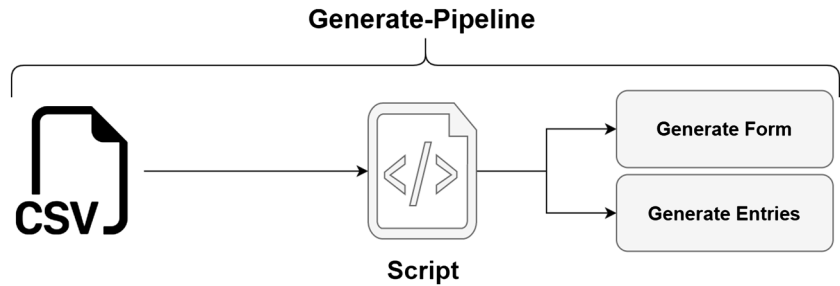 Generate-Pipeline
CSV
</>
Script
Generate Form
Generate Entries